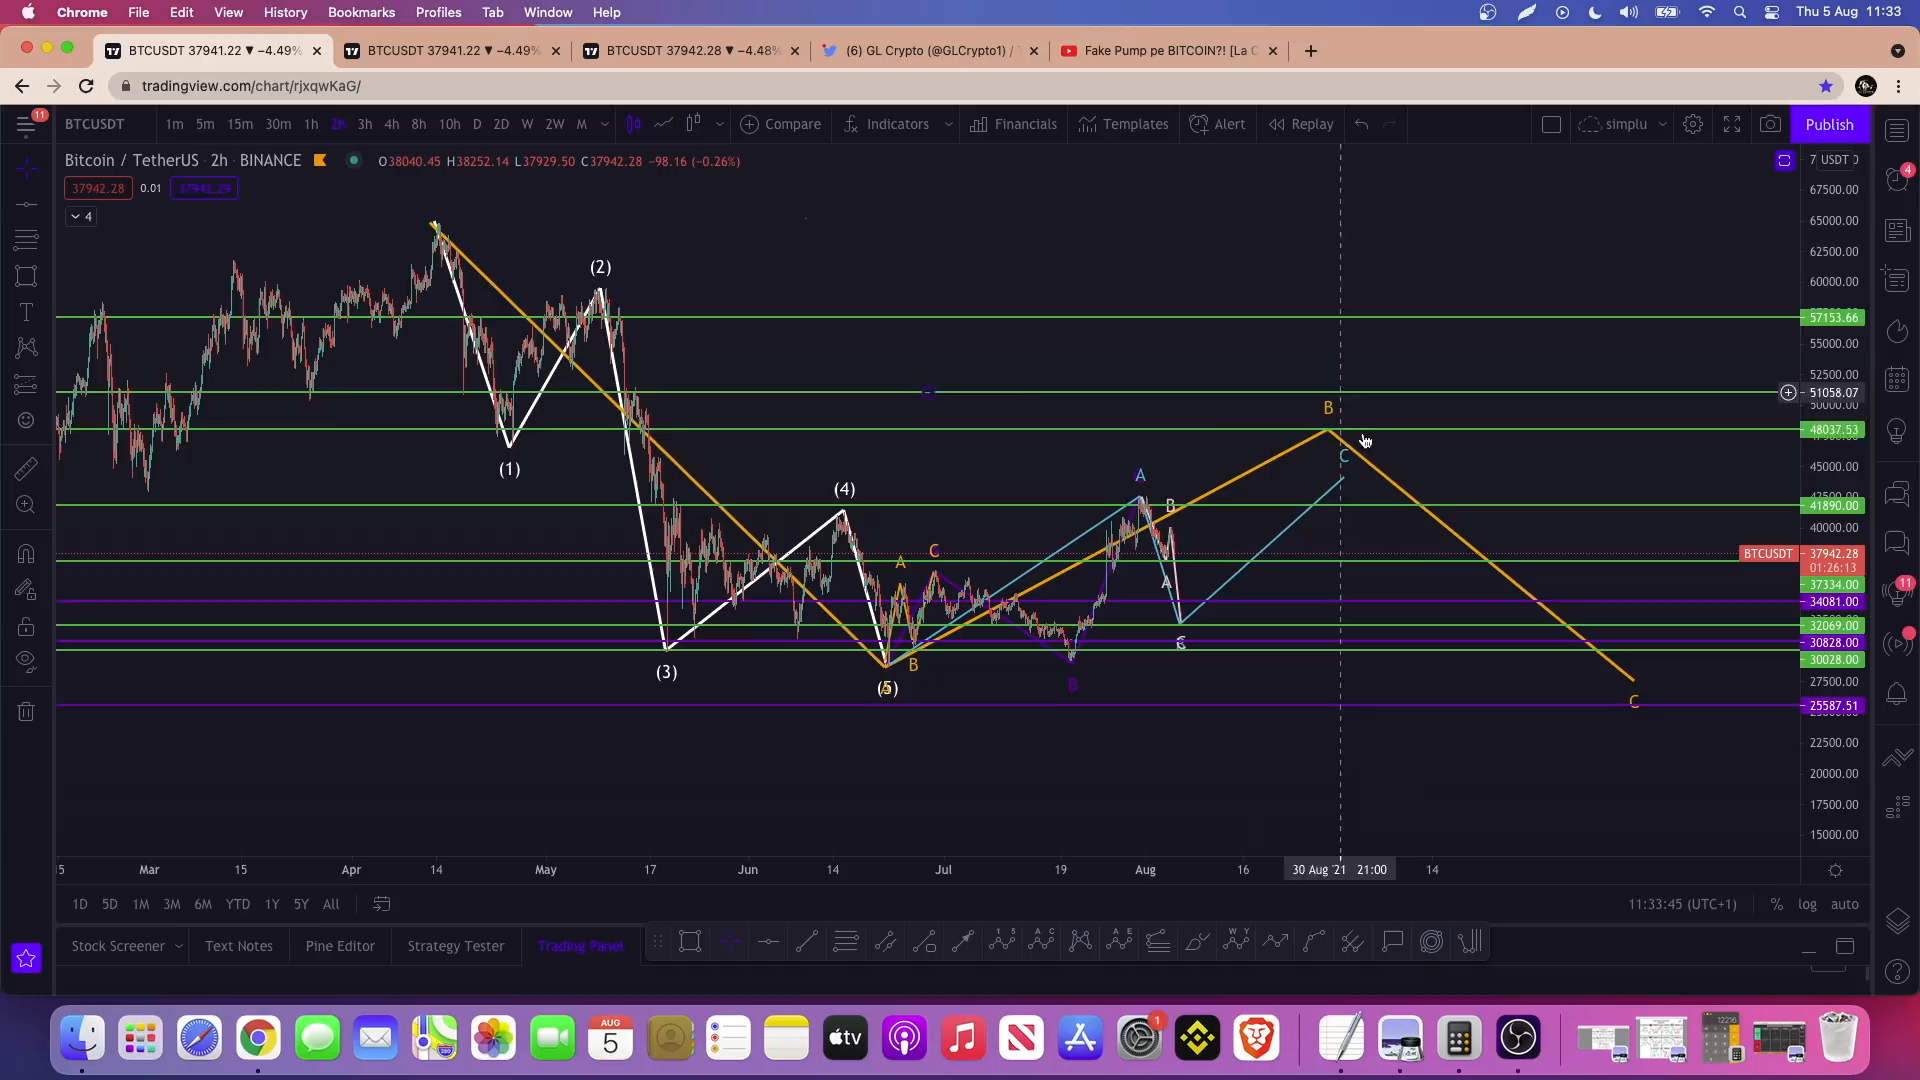 Chrome File Edit View History Bookmarks Profiles Tab Window Help Thu 5 Aug 11:33
BTCUSDT 37941.22 ▼ −4.49% BTCUSDT 37941.22 ▼ −4.49% BTCUSDT 37942.28 ▼ −4.48% (6) GL Crypto (@GLCrypto1) / Fake Pump pe BITCOIN?! [La C
tradingview.com/chart/rjxqwKaG/
11 BTCUSDT 1m 5m 15m 30m 1h 2h 3h 4h 8h 10h D 2D W 2W M Compare Indicators Financials Templates Alert Replay simplu Publish
Bitcoin / TetherUS · 2h · BINANCE O38040.45 H38252.14 L37929.50 C37942.28 −98.16 (−0.26%) USDT
37942.28 0.01 37942.29
4
67500.00
65000.00
62500.00
60000.00
57153.66
55000.00
52500.00
51058.07
50000.00
48037.53
45000.00
42500.00
41890.00
40000.00
BTCUSDT 37942.28
01:26:13
37334.00
34081.00
32069.00
30828.00
30028.00
27500.00
25587.51
22500.00
20000.00
17500.00
15000.00
(2)
(1)
(4)
(3)
(5)
A
B
C
A
B
A
B
A
C
B
C
C
Mar 15 Apr 14 May 17 Jun 14 Jul 19 Aug 16 30 Aug '21 21:00 14
1D 5D 1M 3M 6M YTD 1Y 5Y All 11:33:45 (UTC+1) % log auto
Stock Screener Text Notes Pine Editor Strategy Tester Trading Panel
4
11
AUG
5
tv
1
12216